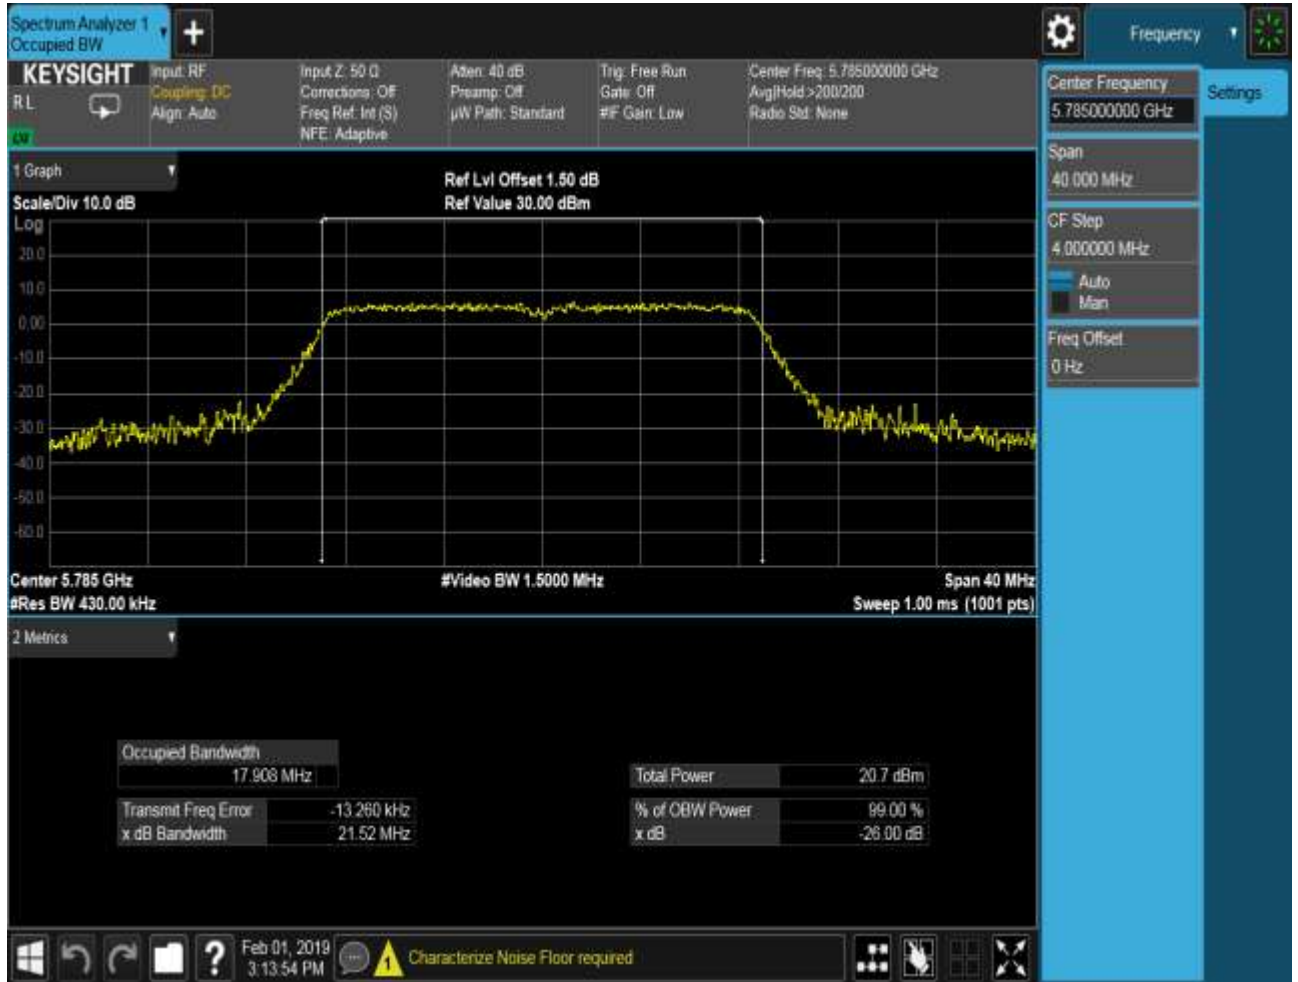 Spectrum Analyzer 1
Occupied BW
Frequency
KEYSIGHT
R L
Input: RF
Coupling: DC
Align: Auto
Input Z: 50 Ω
Corrections: Off
Freq Ref: Int (S)
NFE: Adaptive
Atten: 40 dB
Preamp: Off
µW Path: Standard
Trig: Free Run
Gate: Off
#IF Gain: Low
Center Freq: 5.785000000 GHz
Avg|Hold:>200/200
Radio Std: None
Center Frequency
5.785000000 GHz
Settings
Span
40.000 MHz
CF Step
4.000000 MHz
Auto
Man
Freq Offset
0 Hz
1 Graph
Scale/Div 10.0 dB
Ref Lvl Offset 1.50 dB
Ref Value 30.00 dBm
Log
20.0
10.0
0.00
-10.0
-20.0
-30.0
-40.0
-50.0
-60.0
Center 5.785 GHz
#Video BW 1.5000 MHz
Span 40 MHz
#Res BW 430.00 kHz
Sweep 1.00 ms (1001 pts)
2 Metrics
Occupied Bandwidth
17.908 MHz
Total Power 20.7 dBm
Transmit Freq Error -13.260 kHz
% of OBW Power 99.00 %
x dB Bandwidth 21.52 MHz
x dB -26.00 dB
?
Feb 01, 2019
3:13:54 PM
1
Characterize Noise Floor required